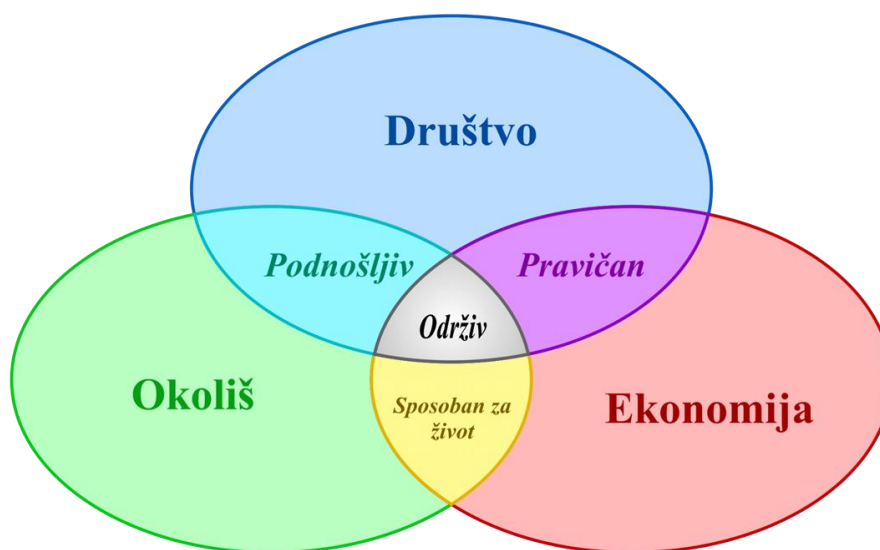 Društvo
Podnošljiv
Pravičan
Održiv
Okoliš
Sposoban za
život
Ekonomija